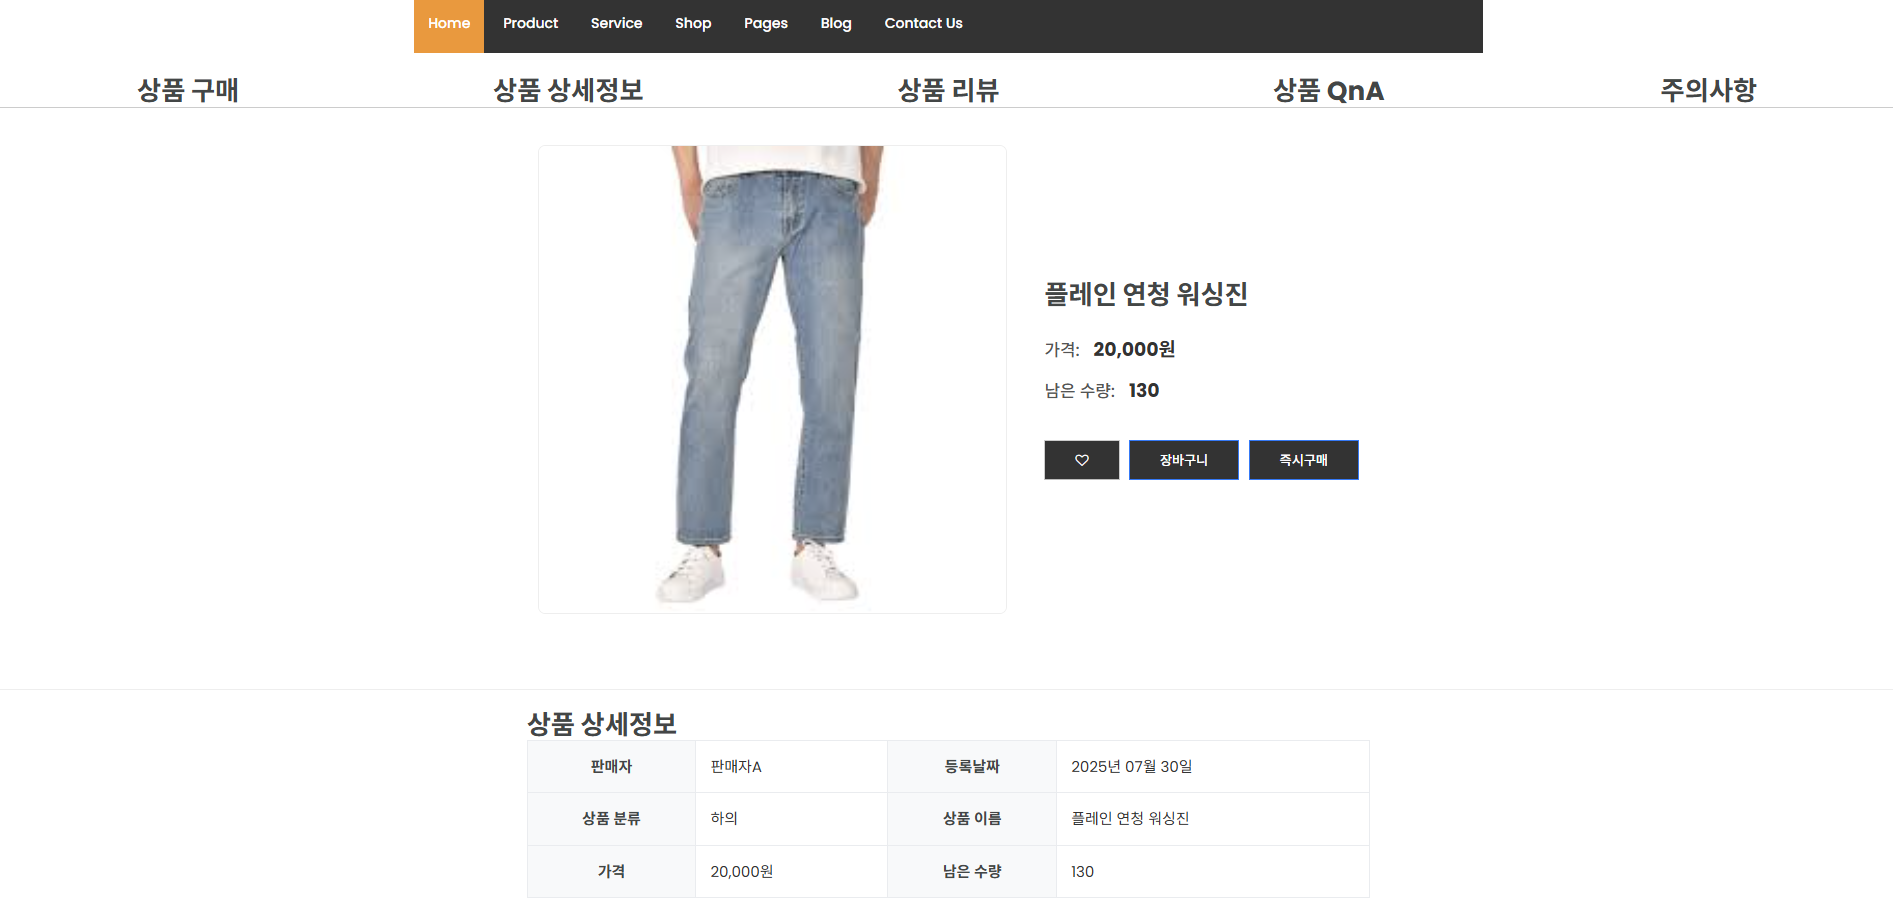 Home Product Service Shop Pages Blog Contact Us
상품 구매 상품 상세정보 상품 리뷰 상품 QnA 주의사항
플레인 연청 워싱진
가격: 20,000원
남은 수량: 130
장바구니 즉시구매
상품 상세정보
판매자 판매자A 등록날짜 2025년 07월 30일
상품 분류 하의 상품 이름 플레인 연청 워싱진
가격 20,000원 남은 수량 130